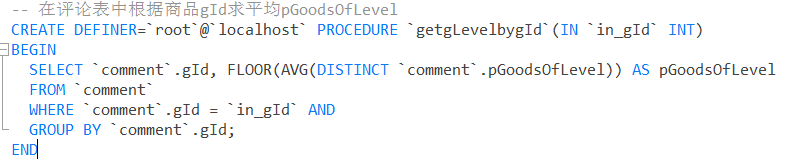 -- 在评论表中根据商品gId求平均pGoodsOfLevel
CREATE DEFINER=`root`@`localhost` PROCEDURE `getgLevelbygId`(IN `in_gId` INT)
BEGIN
SELECT `comment`.gId, FLOOR(AVG(DISTINCT `comment`.pGoodsOfLevel)) AS pGoodsOfLevel
FROM `comment`
WHERE `comment`.gId = `in_gId` AND
GROUP BY `comment`.gId;
END